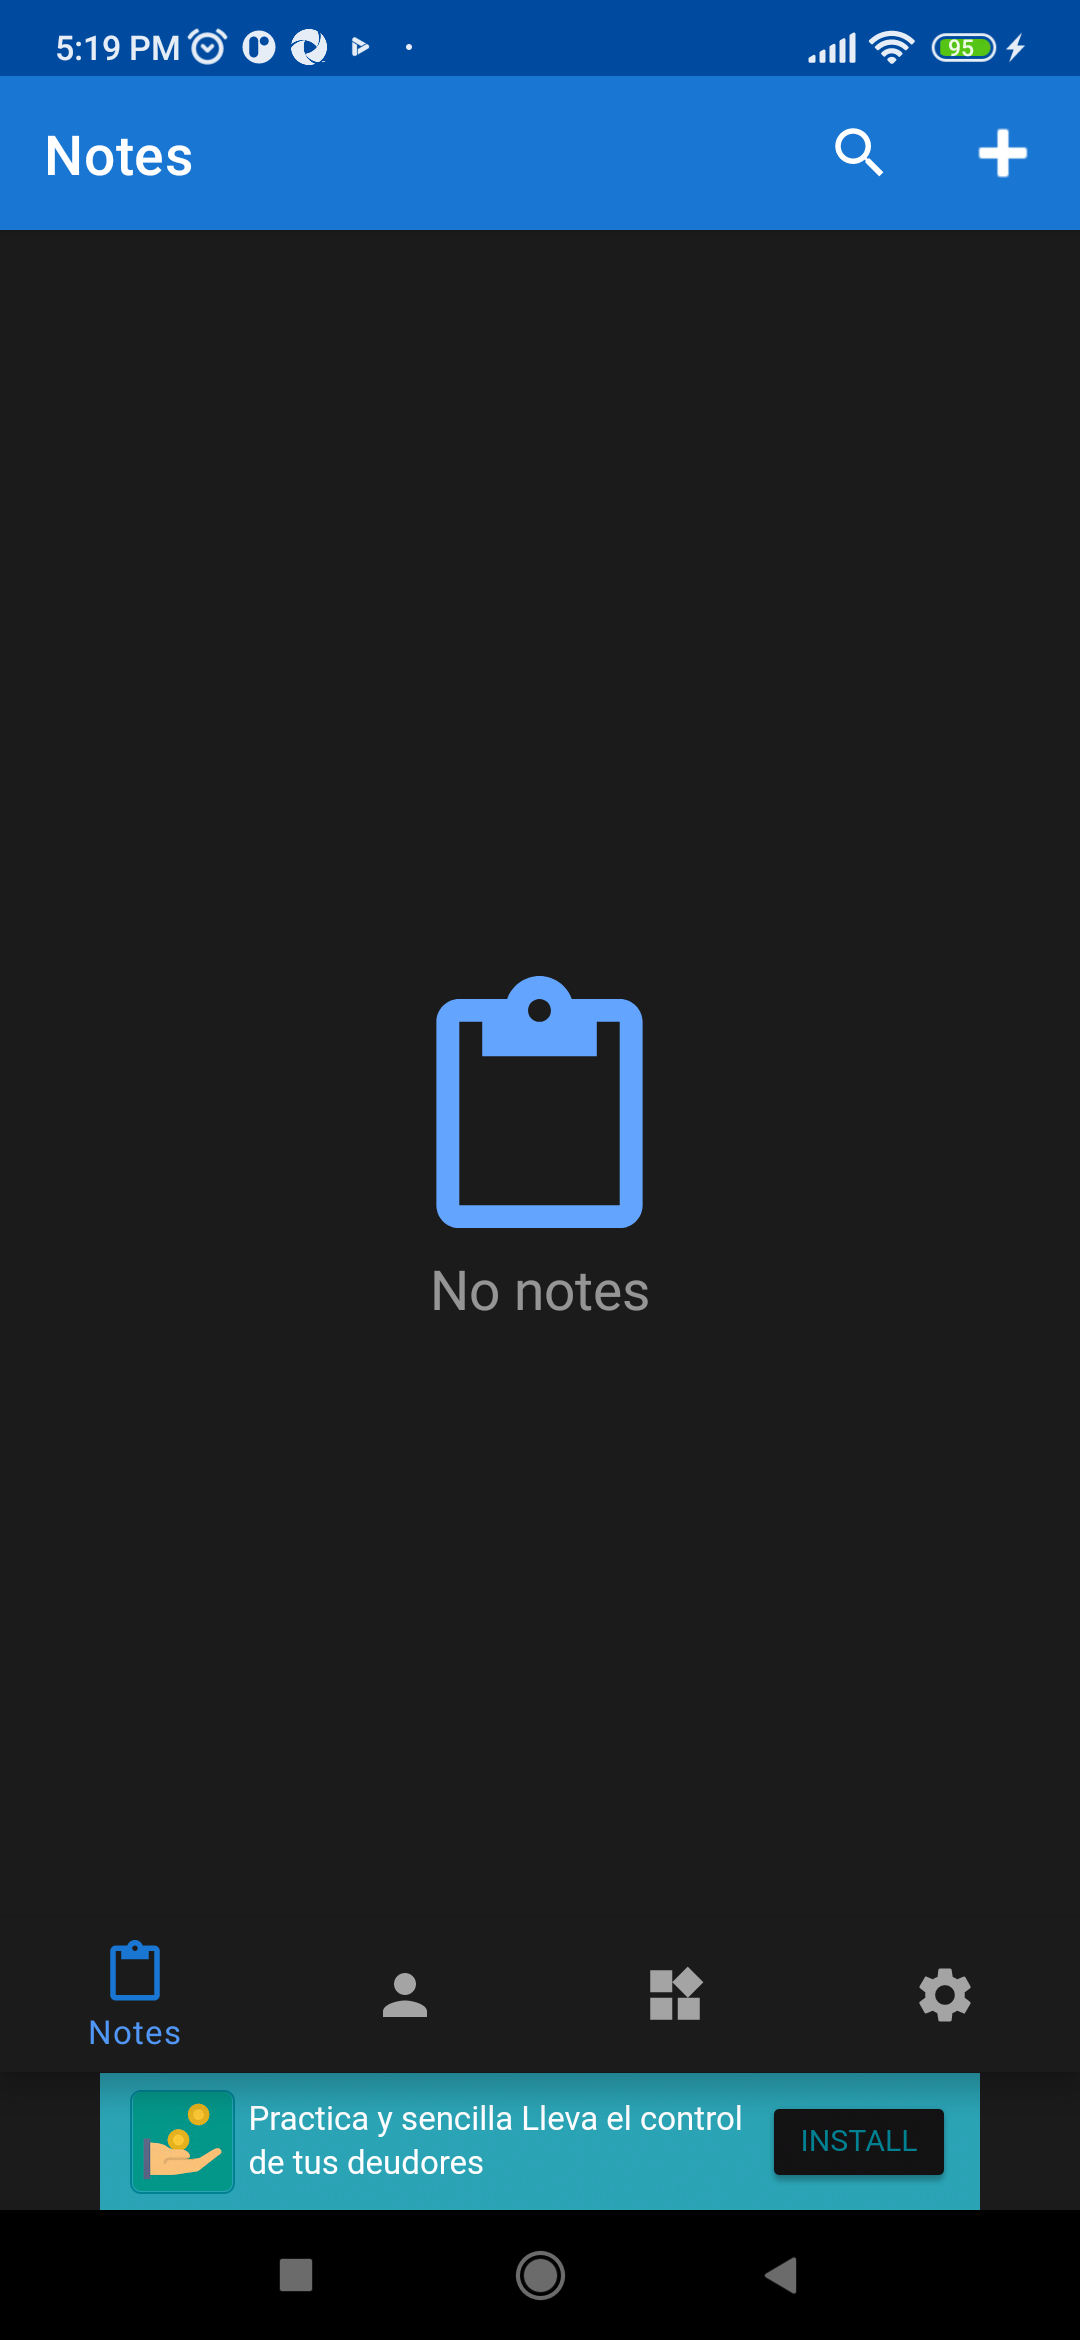 5:19 PM
95
Notes
No notes
Notes
Practica y sencilla Lleva el control
de tus deudores
INSTALL